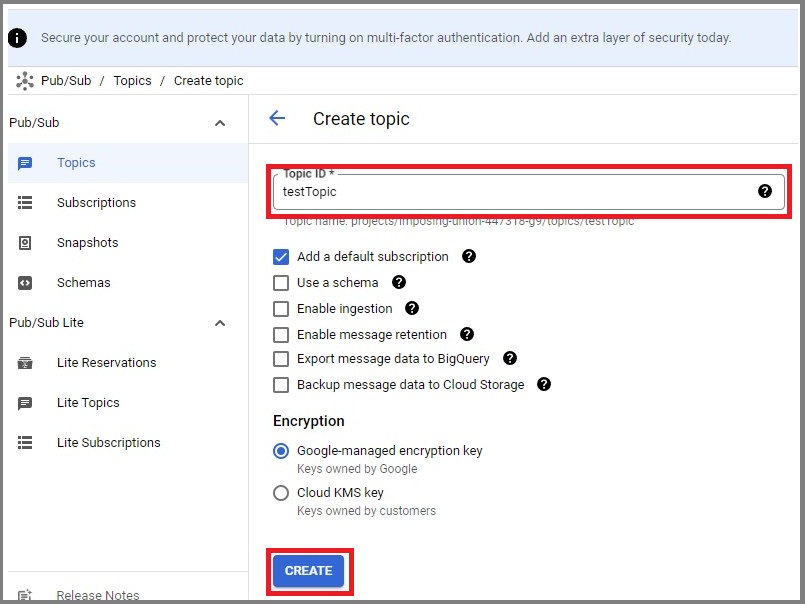 Secure your account and protect your data by turning on multi-factor authentication. Add an extra layer of security today.
Pub/Sub / Topics / Create topic
Pub/Sub
Topics
Subscriptions
Snapshots
Schemas
Pub/Sub Lite
Lite Reservations
Lite Topics
Lite Subscriptions
Release Notes
Create topic
Topic ID *
testTopic
Topic name: projects/imposing-union-447318-g9/topics/testTopic
Add a default subscription
Use a schema
Enable ingestion
Enable message retention
Export message data to BigQuery
Backup message data to Cloud Storage
Encryption
Google-managed encryption key
Keys owned by Google
Cloud KMS key
Keys owned by customers
CREATE